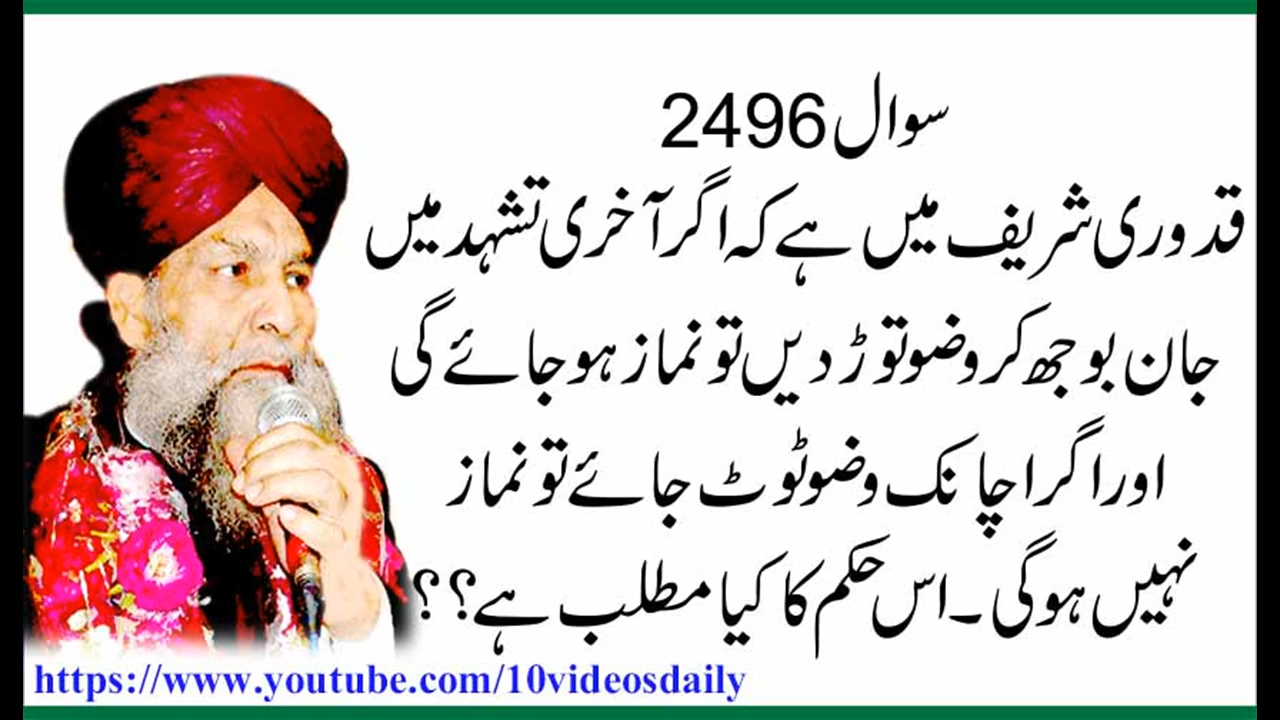 سوال 2496
قدوری شریف میں ہے کہ اگر آخری تشہد میں
جان بوجھ کر وضو توڑ دیں تو نماز ہو جائے گی
اور اگر اچانک وضو ٹوٹ جائے تو نماز
نہیں ہوگی۔ اس حکم کا کیا مطلب ہے؟؟
https://www.youtube.com/10videosdaily